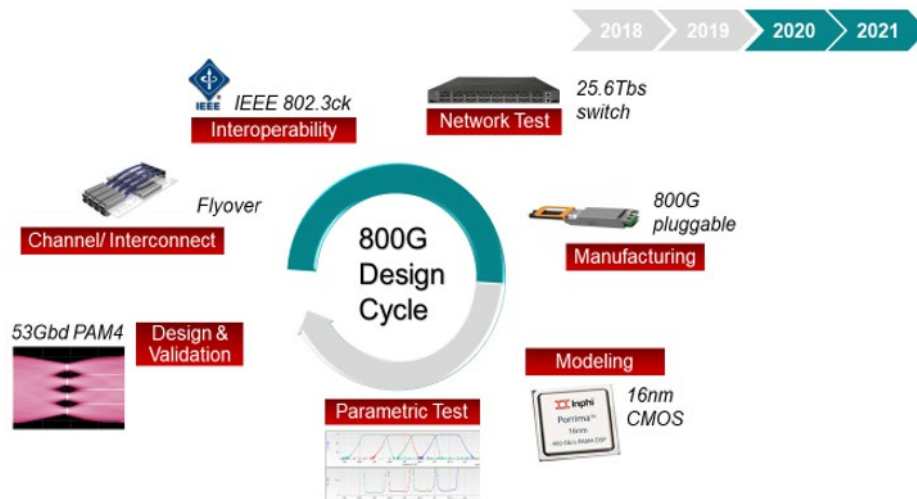 2018 2019 2020 2021
IEEE
IEEE 802.3ck
Interoperability
Network Test
25.6Tbs
switch
Flyover
Channel/ Interconnect
800G
Design
Cycle
800G
pluggable
Manufacturing
53Gbd PAM4
Design &
Validation
Modeling
16nm
CMOS
Parametric Test
inphi
Porrima™
16nm